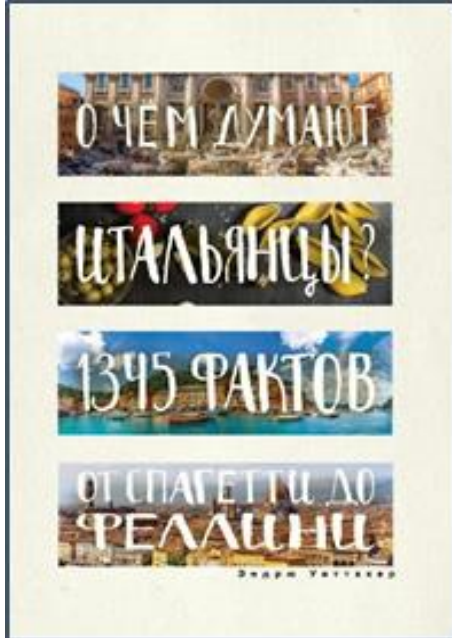 О ЧЕМ ДУМАЮТ
ИТАЛЬЯНЦЫ?
1345 ФАКТОВ
ОТ СПАГЕТТИ ДО
ФЕЛЛИНИ
Эндрю Уиттакер